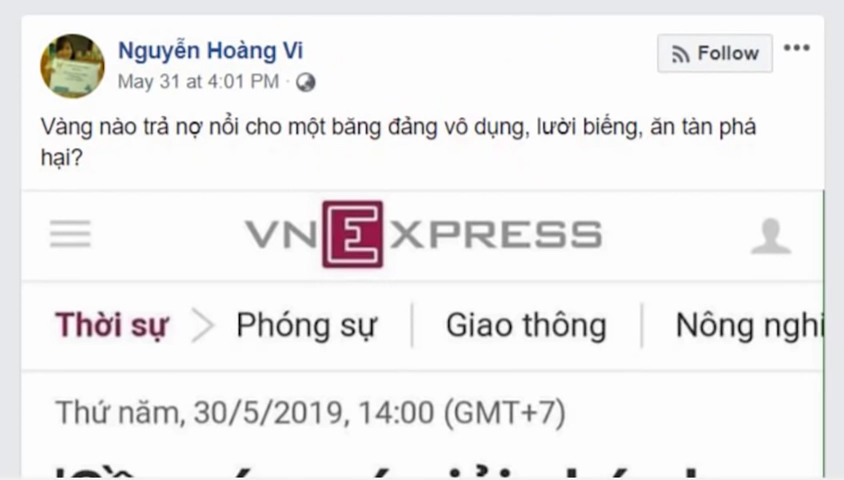 Nguyễn Hoàng Vi
Follow
May 31 at 4:01 PM ·
Vàng nào trả nợ nổi cho một băng đảng vô dụng, lười biếng, ăn tàn phá
hại?
VNEXPRESS
Thời sự > Phóng sự | Giao thông | Nông nghi
Thứ năm, 30/5/2019, 14:00 (GMT+7)